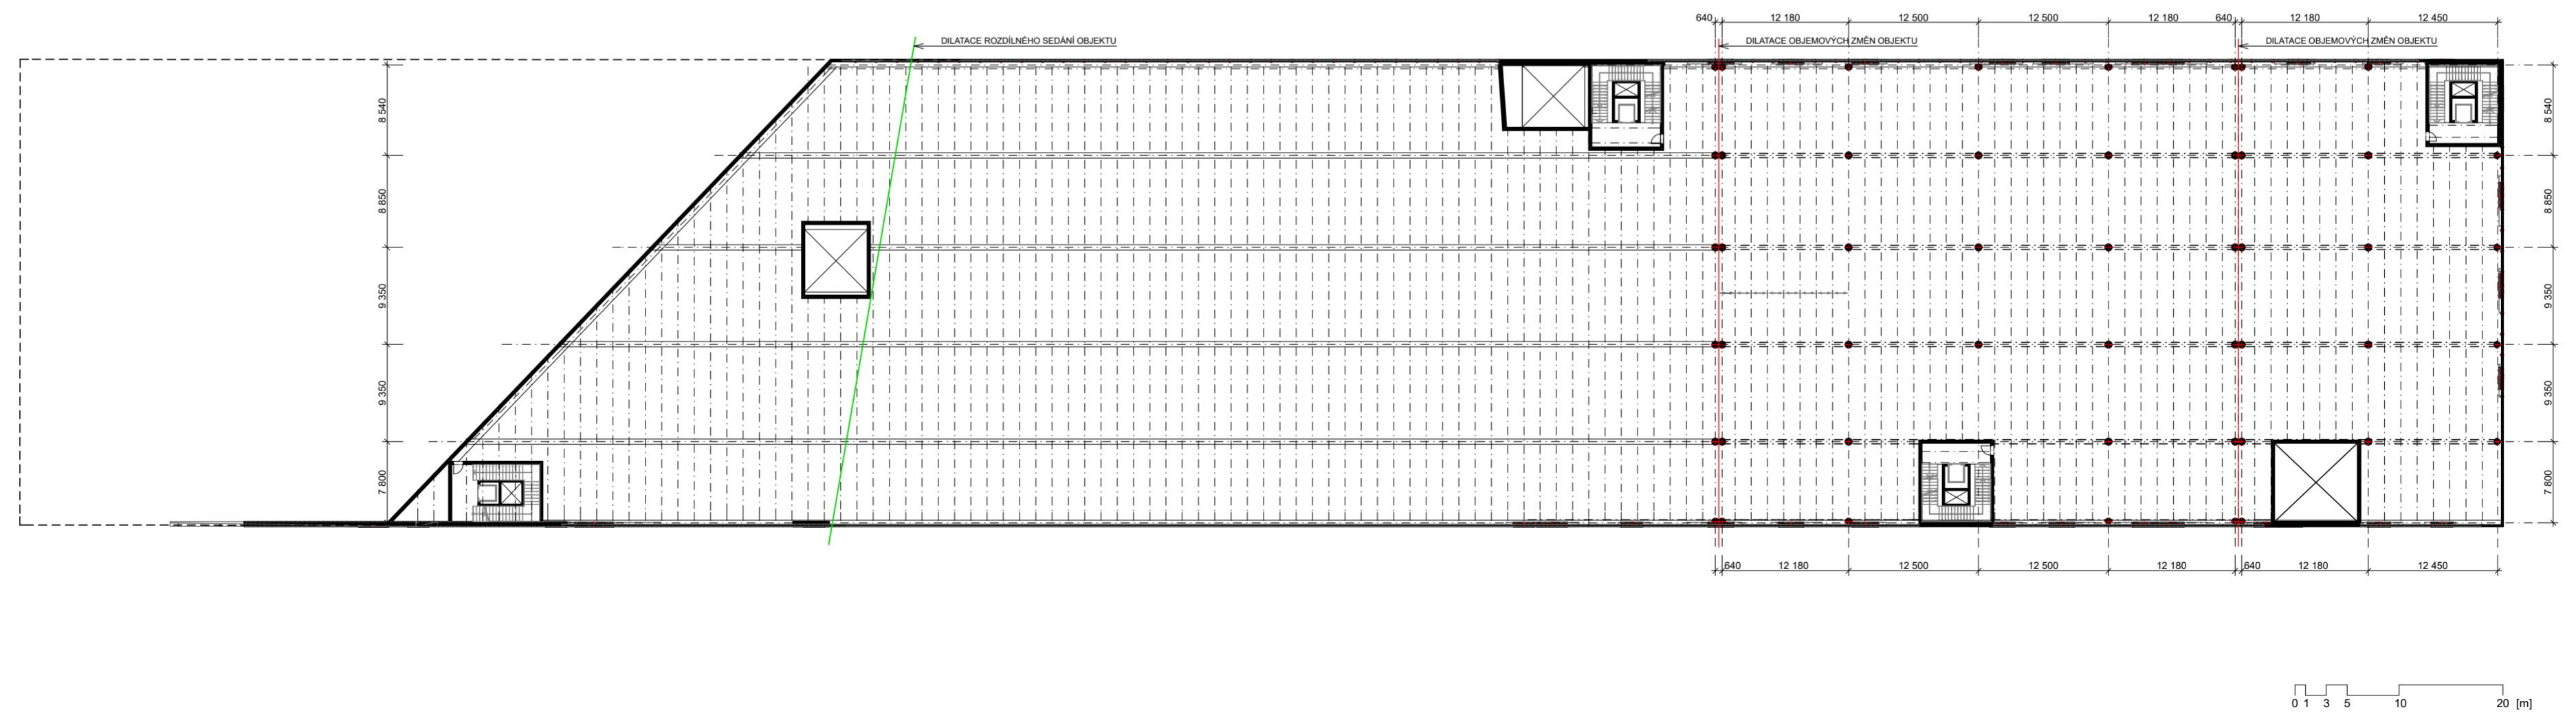 640 12 180 12 500 12 500 12 180 640 12 180 12 450
DILATACE ROZDÍLNÉHO SEDÁNÍ OBJEKTU
DILATACE OBJEMOVÝCH ZMĚN OBJEKTU
DILATACE OBJEMOVÝCH ZMĚN OBJEKTU
8 540
8 850
9 350
9 350
7 800
8 540
8 850
9 350
9 350
7 800
640 12 180 12 500 12 500 12 180 640 12 180 12 450
0 1 3 5 10 20 [m]